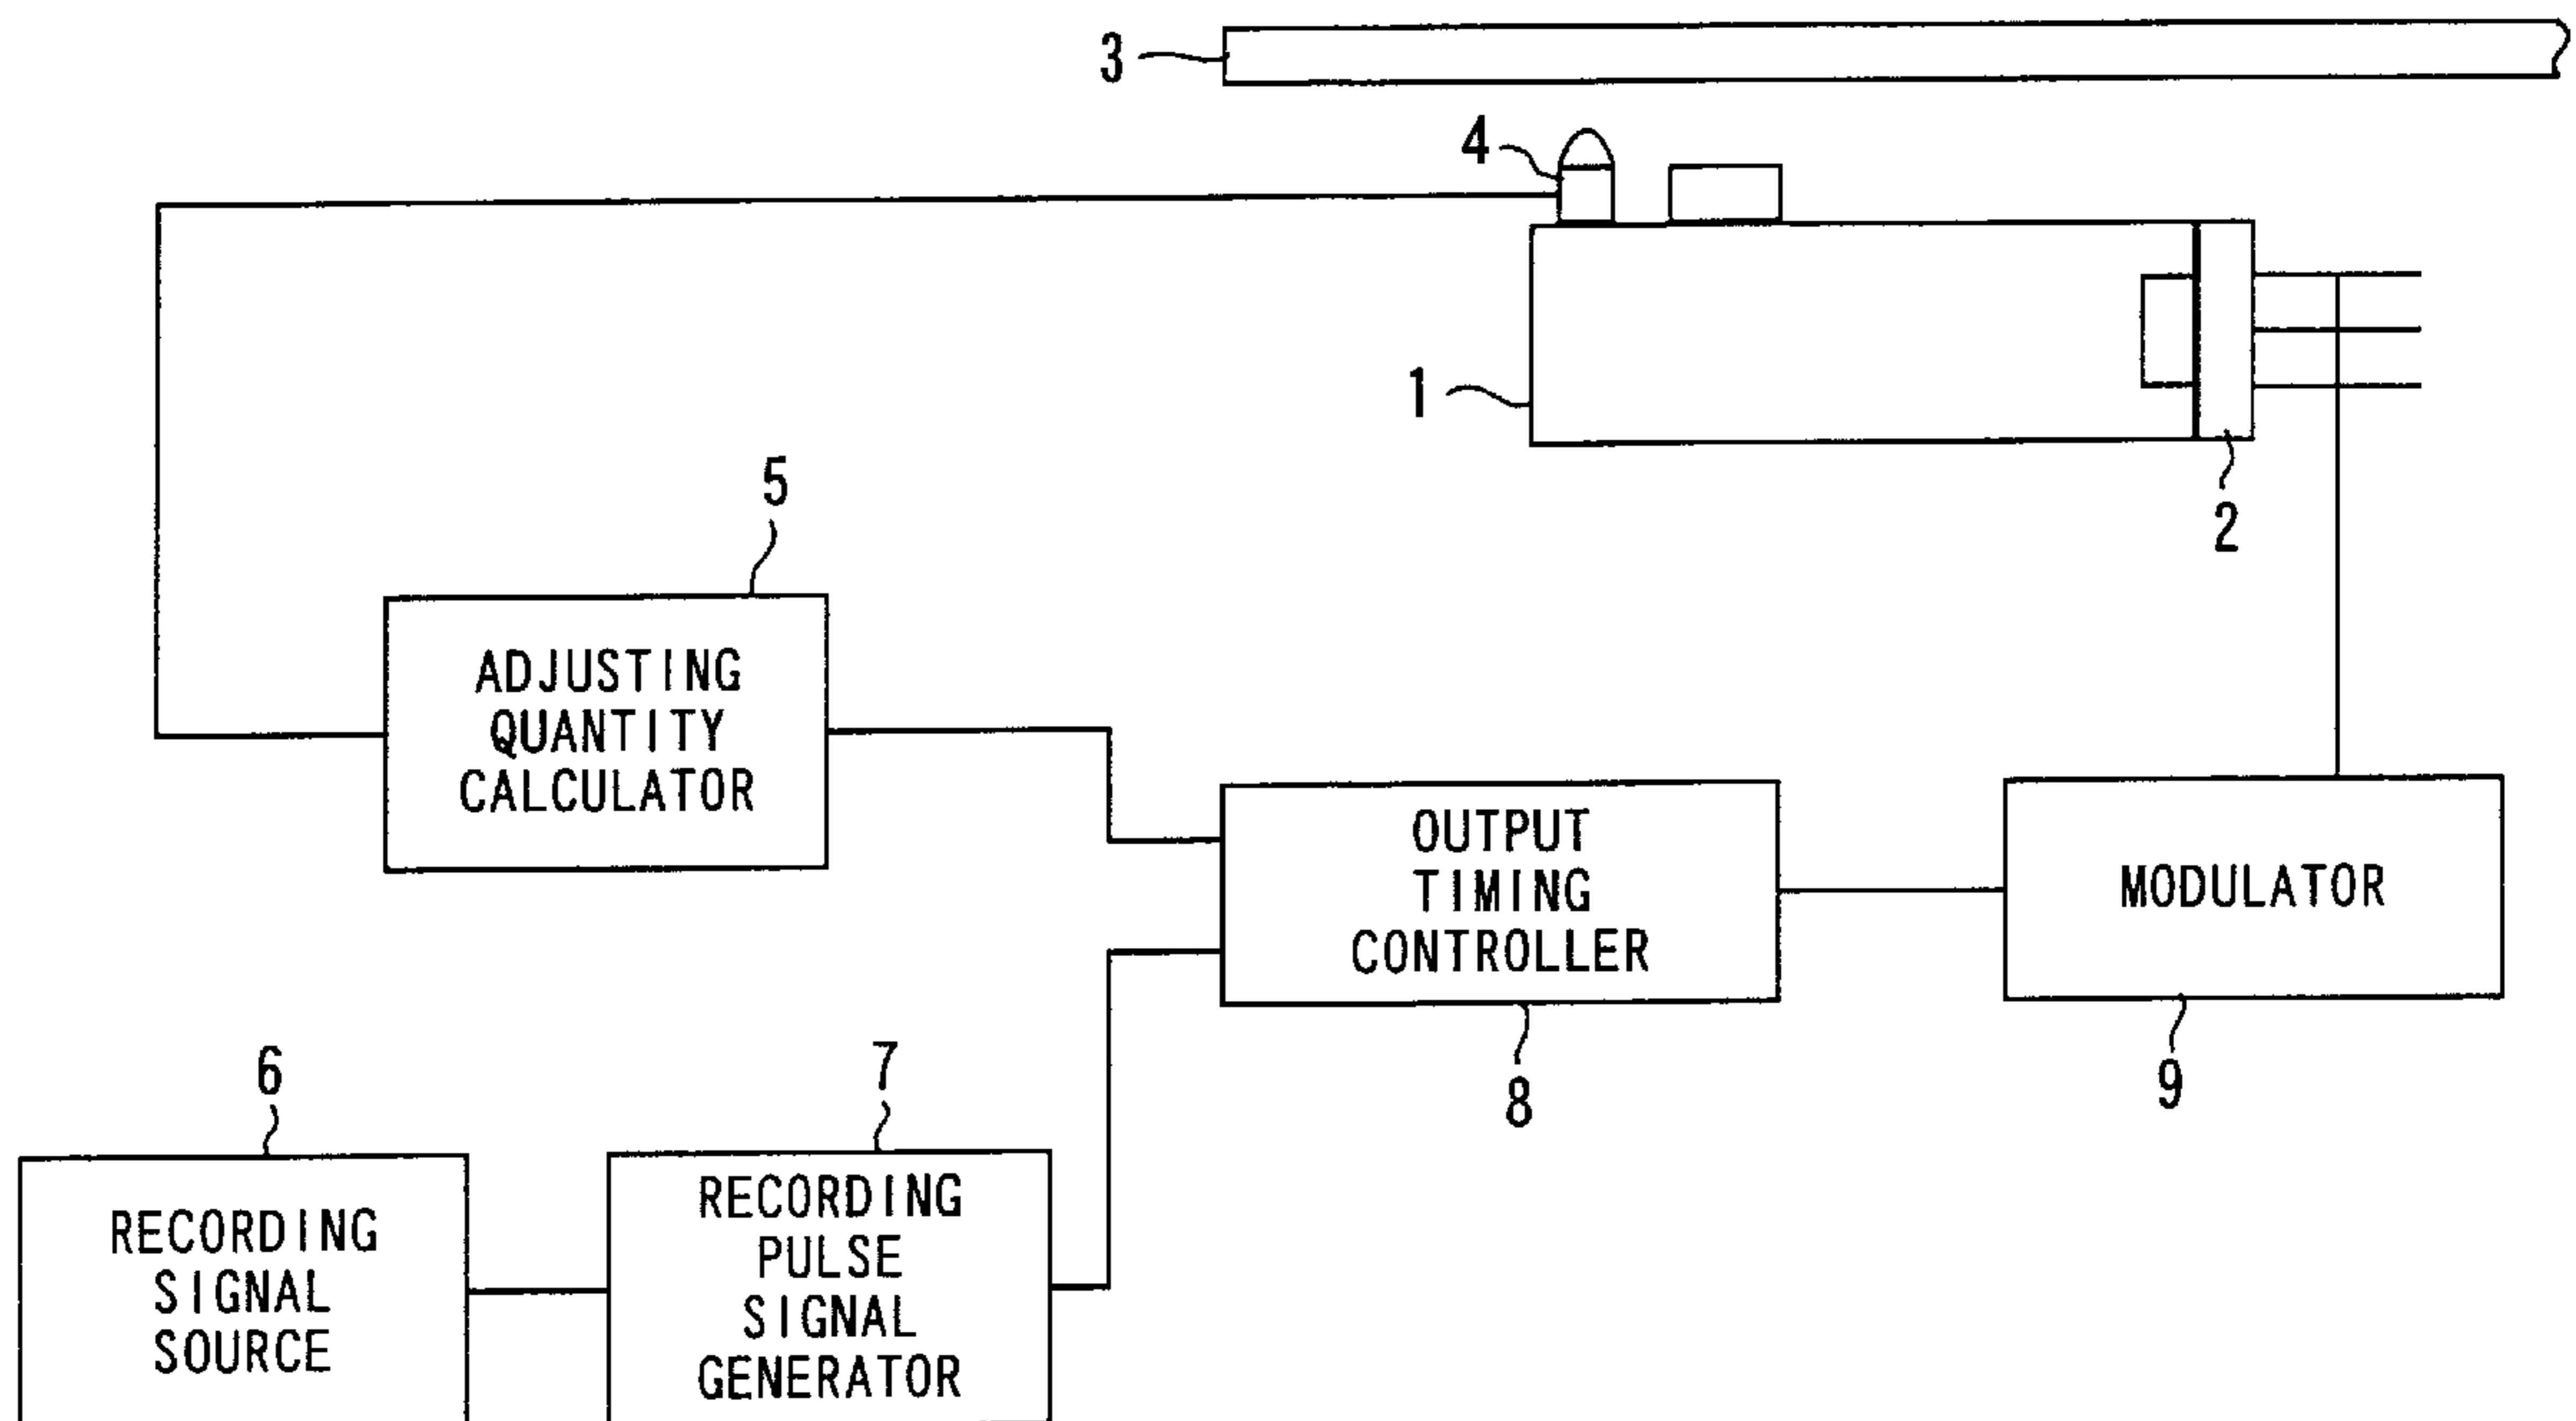 3
4
1
2
5
ADJUSTING
QUANTITY
CALCULATOR
OUTPUT
TIMING
CONTROLLER
8
MODULATOR
9
6
RECORDING
SIGNAL
SOURCE
7
RECORDING
PULSE
SIGNAL
GENERATOR